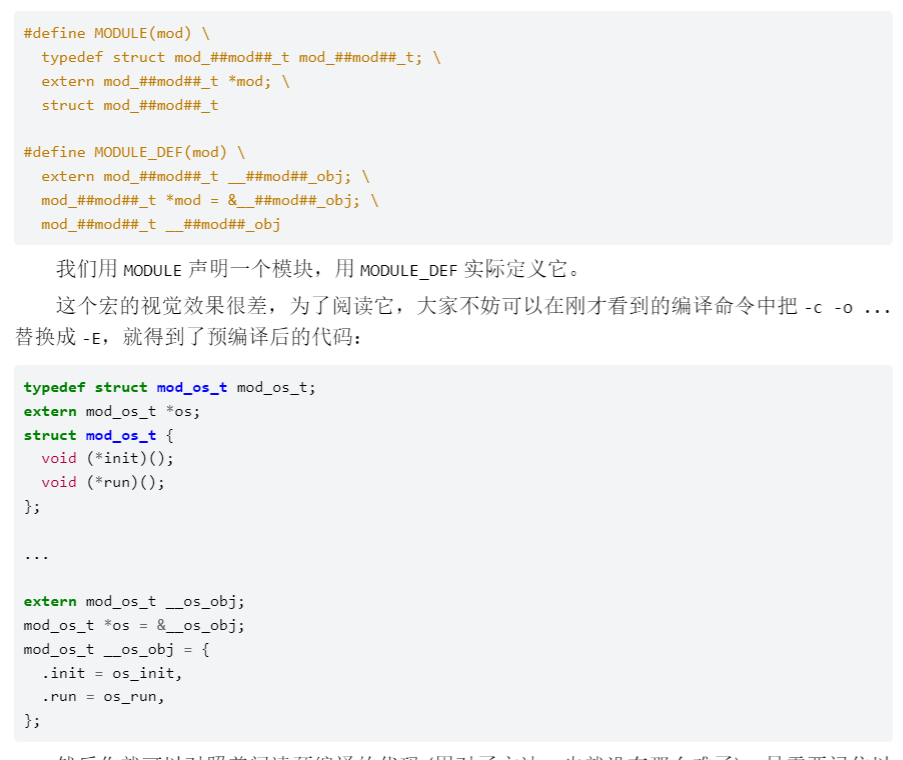 #define MODULE(mod) \
  typedef struct mod_##mod##_t mod_##mod##_t; \
  extern mod_##mod##_t *mod; \
  struct mod_##mod##_t
#define MODULE_DEF(mod) \
  extern mod_##mod##_t __##mod##_obj; \
  mod_##mod##_t *mod = &__##mod##_obj; \
  mod_##mod##_t __##mod##_obj
我们用 MODULE 声明一个模块，用 MODULE_DEF 实际定义它。
这个宏的视觉效果很差，为了阅读它，大家不妨可以在刚才看到的编译命令中把 -c -o ...
替换成 -E，就得到了预编译后的代码：
typedef struct mod_os_t mod_os_t;
extern mod_os_t *os;
struct mod_os_t {
  void (*init)();
  void (*run)();
};
...
extern mod_os_t __os_obj;
mod_os_t *os = &__os_obj;
mod_os_t __os_obj = {
  .init = os_init,
  .run = os_run,
};